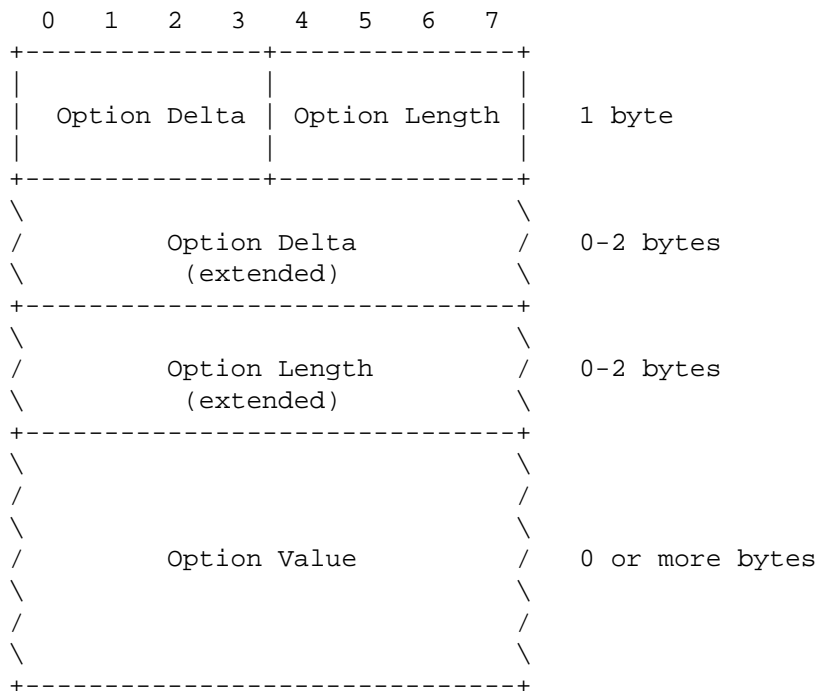 0 1 2 3 4 5 6 7
+---------------+---------------+
| | |
| Option Delta | Option Length | 1 byte
| | |
+---------------+---------------+
\ \
/ Option Delta / 0-2 bytes
\ (extended) \
+-------------------------------+
\ \
/ Option Length / 0-2 bytes
\ (extended) \
+-------------------------------+
\ \
/ /
\ \
/ Option Value / 0 or more bytes
\ \
/ /
\ \
+-------------------------------+